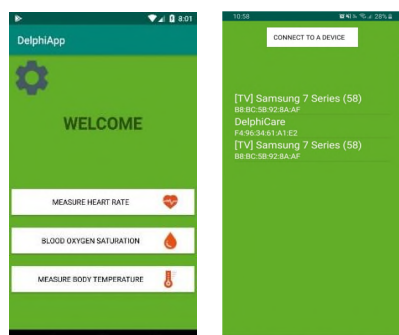 8:01
DelphiApp
WELCOME
MEASURE HEART RATE
BLOOD OXYGEN SATURATION
MEASURE BODY TEMPERATURE
10:58
28%
CONNECT TO A DEVICE
[TV] Samsung 7 Series (58)
B8:BC:5B:92:8A:AF
DelphiCare
F4:96:34:61:A1:E2
[TV] Samsung 7 Series (58)
B8:BC:5B:92:8A:AF